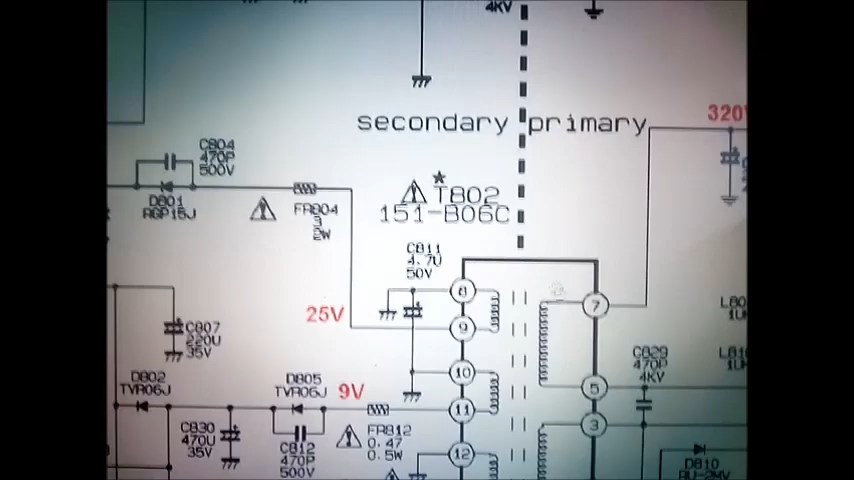 4KV
secondary
primary
320
C804
470P
500V
D801
RGP15J
FR804
3
2W
T802
151-B06C
C811
4.7U
50V
8
25V
9
7
C807
220U
35V
10
5
C829
470P
4KV
D802
TVR06J
D805
TVR06J
9V
11
3
C830
470U
35V
C812
470P
500V
FR812
0.47
0.5W
12
D810
RU-2MV